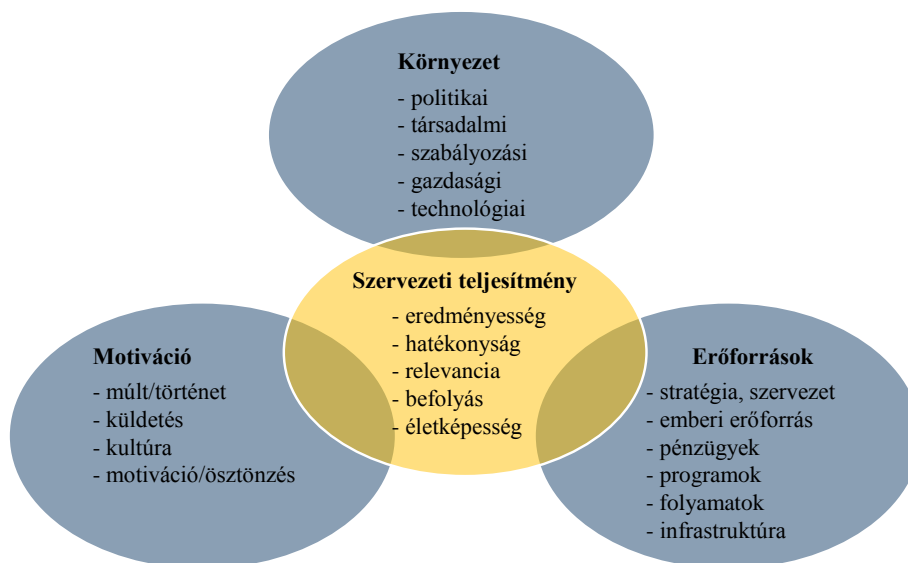 Környezet
- politikai
- társadalmi
- szabályozási
- gazdasági
- technológiai
Szervezeti teljesítmény
- eredményesség
- hatékonyság
- relevancia
- befolyás
- életképesség
Motiváció
- múlt/történet
- küldetés
- kultúra
- motiváció/ösztönzés
Erőforrások
- stratégia, szervezet
- emberi erőforrás
- pénzügyek
- programok
- folyamatok
- infrastruktúra